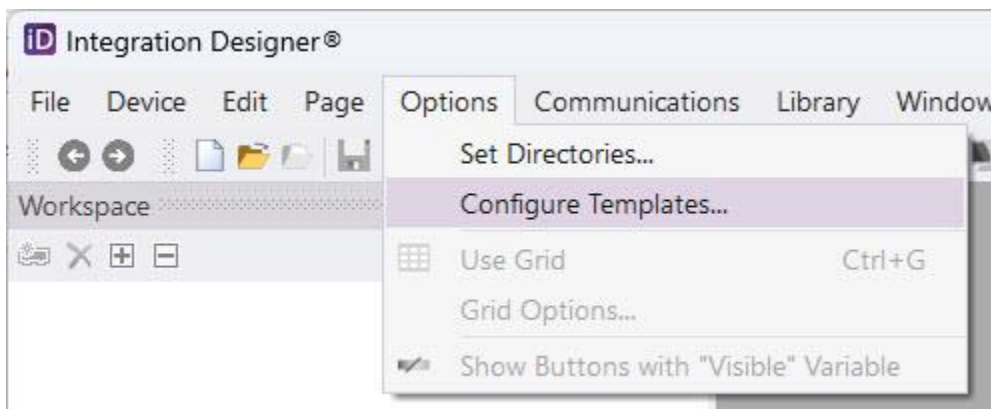 iD Integration Designer®
File Device Edit Page Options Communications Library Window
Set Directories...
Workspace
Configure Templates...
Use Grid Ctrl+G
Grid Options...
Show Buttons with "Visible" Variable